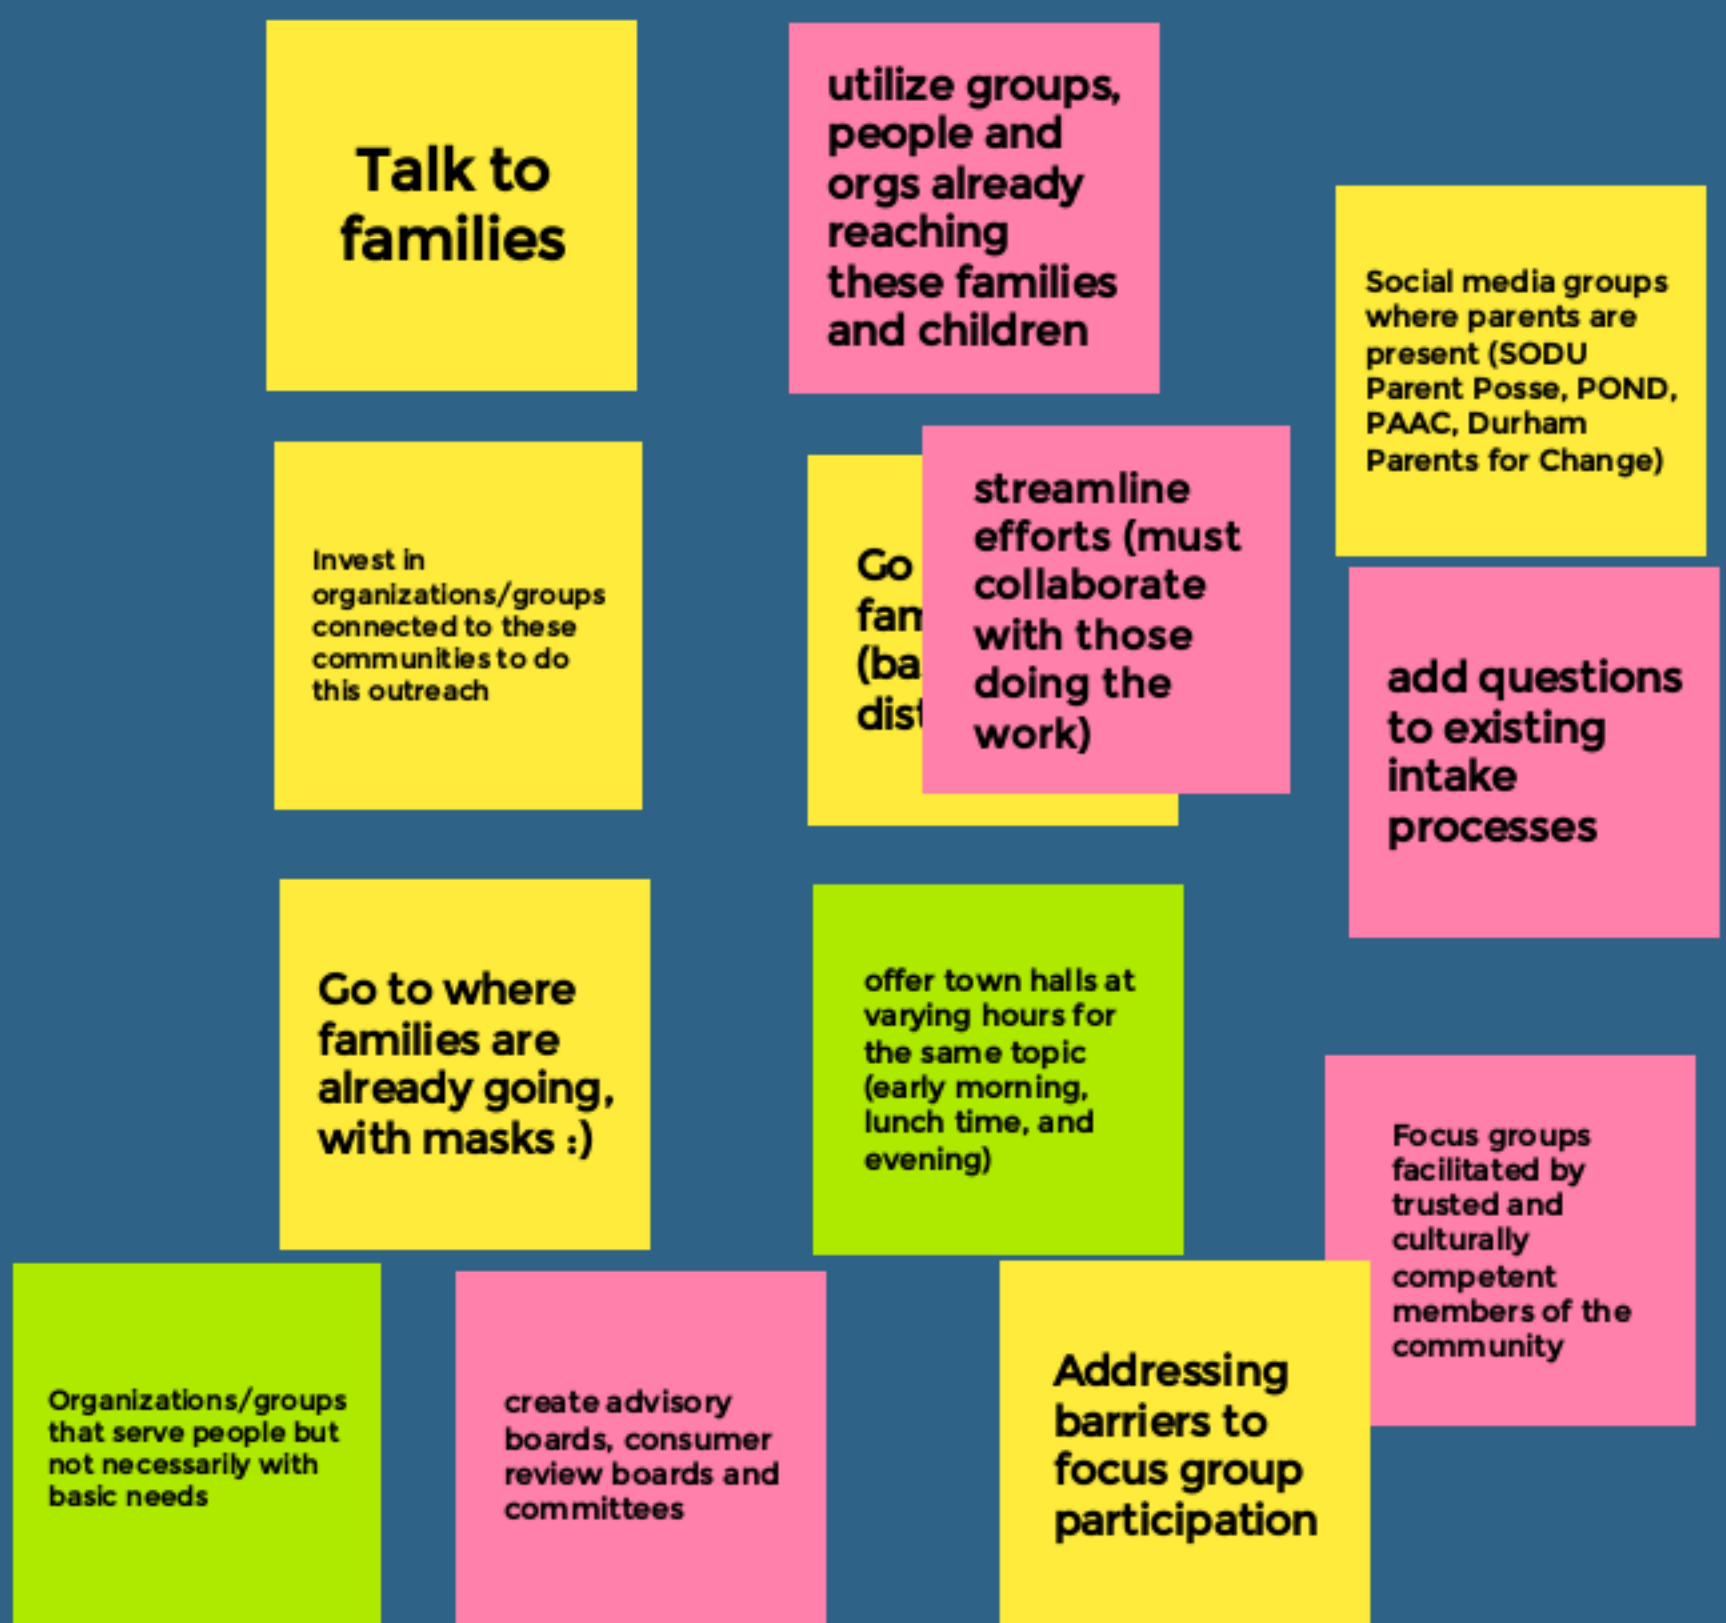 Talk to
families
utilize groups,
people and
orgs already
reaching
these families
and children
Social media groups
where parents are
present (SODU
Parent Posse, POND,
PAAC, Durham
Parents for Change)
Invest in
organizations/groups
connected to these
communities to do
this outreach
Go
streamline
efforts (must
collaborate
with those
doing the
work)
add questions
to existing
intake
processes
Go to where
families are
already going,
with masks :)
offer town halls at
varying hours for
the same topic
(early morning,
lunch time, and
evening)
Focus groups
facilitated by
trusted and
culturally
competent
members of the
community
Organizations/groups
that serve people but
not necessarily with
basic needs
create advisory
boards, consumer
review boards and
committees
Addressing
barriers to
focus group
participation